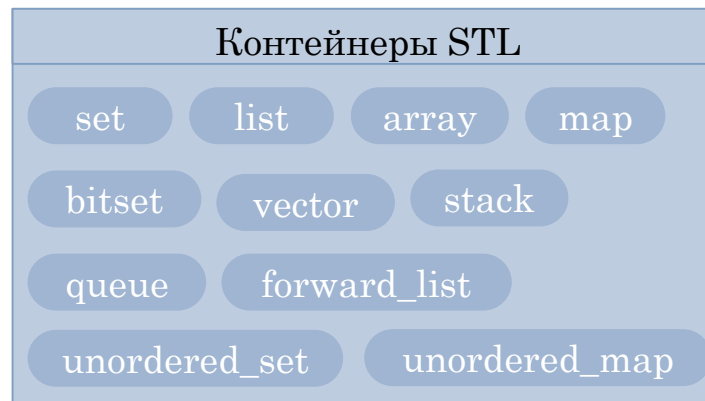 Контейнеры STL
set list array map
bitset vector stack
queue forward_list
unordered_set unordered_map